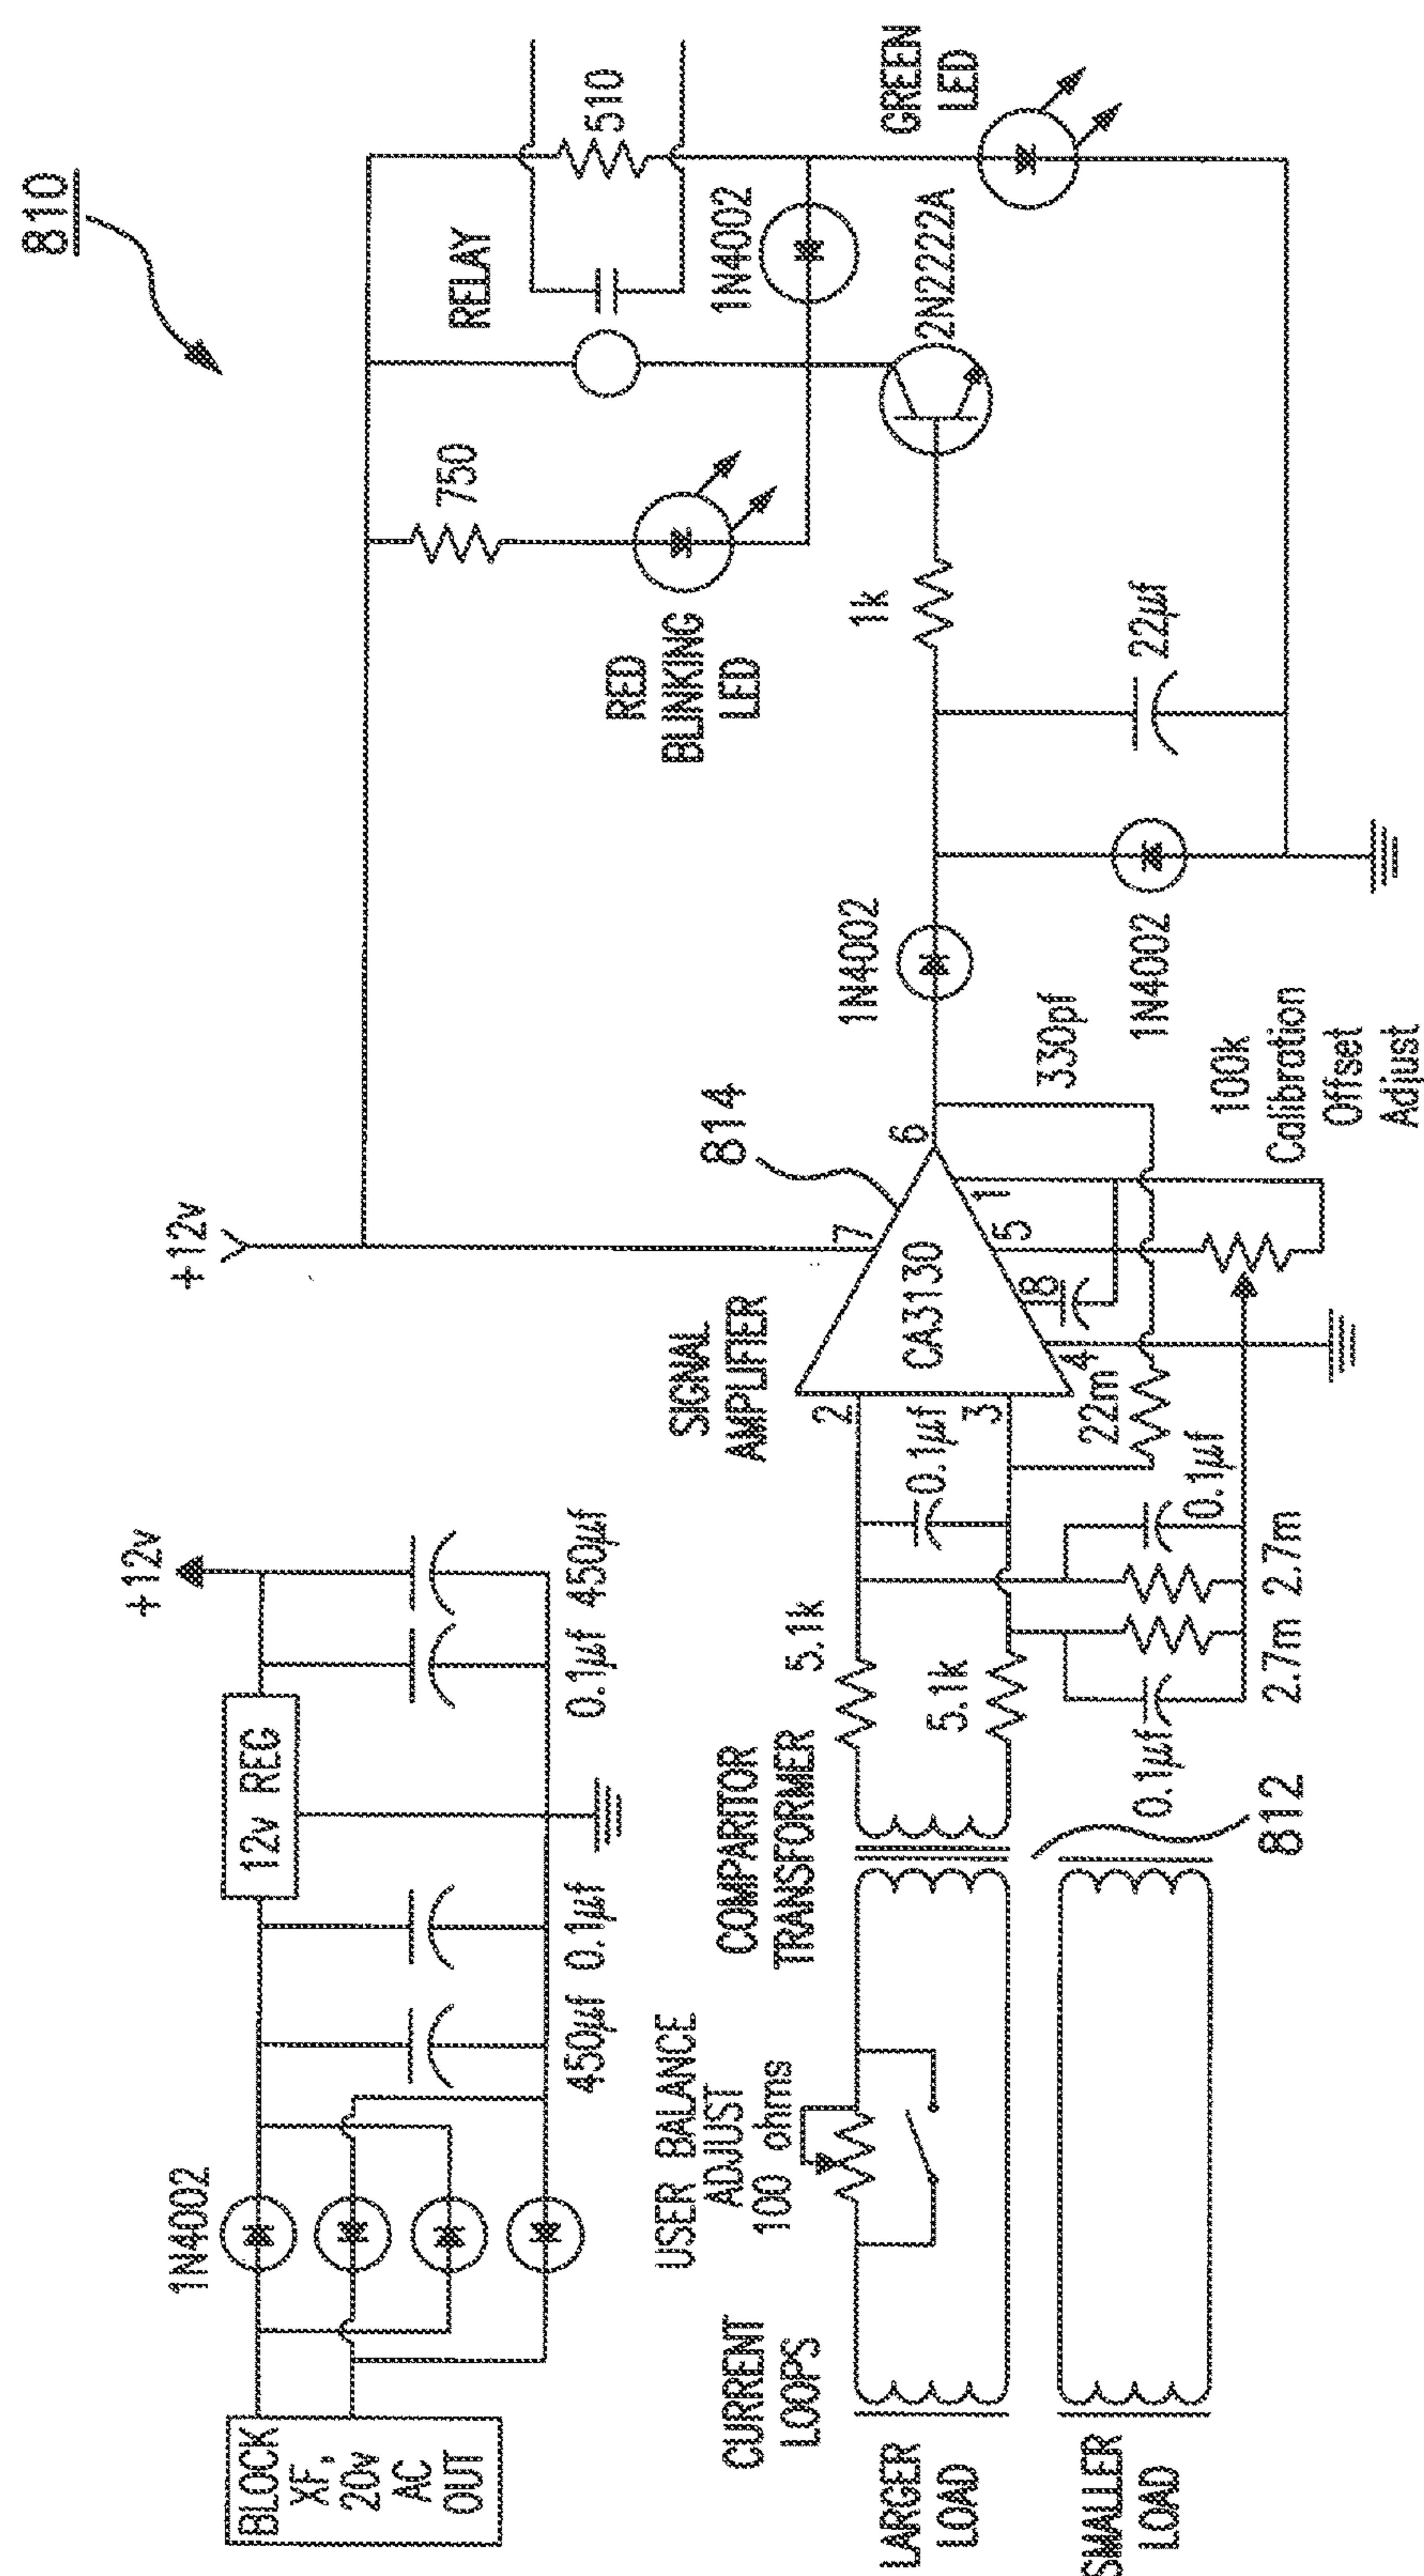 810
+12v
12v REG
+12v
0.1µf
450µf
450µf
0.1µf
1N4002
BLOCK
XF,
20v
AC
OUT
RELAY
510
750
RED
BLINKING
LED
1N4002
2N2222A
GREEN
LED
1k
22µf
1N4002
1N4002
814
SIGNAL
AMPLIFIER
CA3130
2
3
7
6
1
5
8
4
330pf
100k
Calibration
Offset
Adjust
22m
0.1µf
0.1µf
2.7m
2.7m
0.1µf
5.1k
5.1k
COMPARITOR
TRANSFORMER
812
USER BALANCE
ADJUST
100 ohms
CURRENT
LOOPS
LARGER
LOAD
SMALLER
LOAD